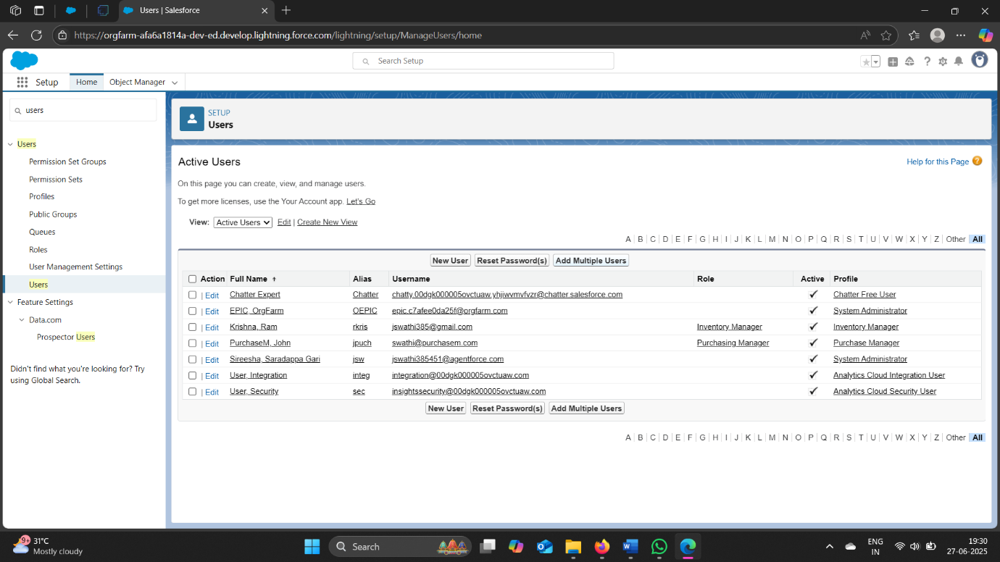 Users | Salesforce
https://orgfarm-afa6a1814a-dev-ed.develop.lightning.force.com/lightning/setup/ManageUsers/home
Search Setup
Setup Home Object Manager
users
Users
Permission Set Groups
Permission Sets
Profiles
Public Groups
Queues
Roles
User Management Settings
Users
Feature Settings
Data.com
Prospector Users
Didn't find what you're looking for? Try
using Global Search.
SETUP
Users
Active Users
Help for this Page ?
On this page you can create, view, and manage users.
To get more licenses, use the Your Account app. Let's Go
View: Active Users Edit | Create New View
A | B | C | D | E | F | G | H | I | J | K | L | M | N | O | P | Q | R | S | T | U | V | W | X | Y | Z | Other All
New User Reset Password(s) Add Multiple Users
Action Full Name ↑ Alias Username Role Active Profile
| Edit Chatter Expert Chatter chatty.00dgk000005ovctuaw.yhjiwvmvfvzr@chatter.salesforce.com ✓ Chatter Free User
| Edit EPIC, OrgFarm OEPIC epic.c7afee0da25f@orgfarm.com ✓ System Administrator
| Edit Krishna, Ram rkris jswathi385@gmail.com Inventory Manager ✓ Inventory Manager
| Edit PurchaseM, John jpuch swathi@purchasem.com Purchasing Manager ✓ Purchase Manager
| Edit Sireesha, Saradappa Gari jsw jswathi385451@agentforce.com ✓ System Administrator
| Edit User, Integration integ integration@00dgk000005ovctuaw.com ✓ Analytics Cloud Integration User
| Edit User, Security sec insightssecurity@00dgk000005ovctuaw.com ✓ Analytics Cloud Security User
New User Reset Password(s) Add Multiple Users
A | B | C | D | E | F | G | H | I | J | K | L | M | N | O | P | Q | R | S | T | U | V | W | X | Y | Z | Other All
9+
31°C
Mostly cloudy
Search
ENG
IN
19:30
27-06-2025